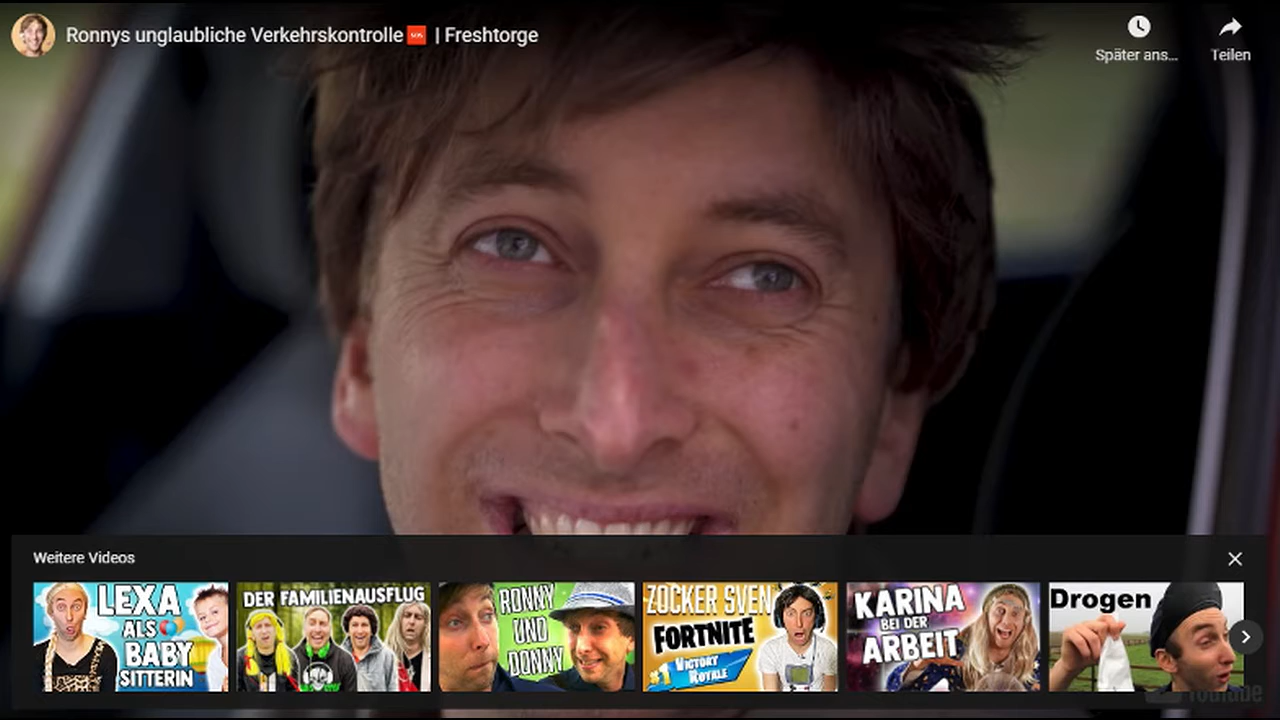 Ronnys unglaubliche Verkehrskontrolle🆘 | Freshtorge
Später ans...
Teilen
Weitere Videos
LEXA
ALS
BABY
SITTERIN
DER FAMILIENAUSFLUG
RONNY
UND
DONNY
ZOCKER SVEN
FORTNITE
#1 VICTORY
ROYALE
KARINA
BEI DER
ARBEIT
Drogen
YouTube